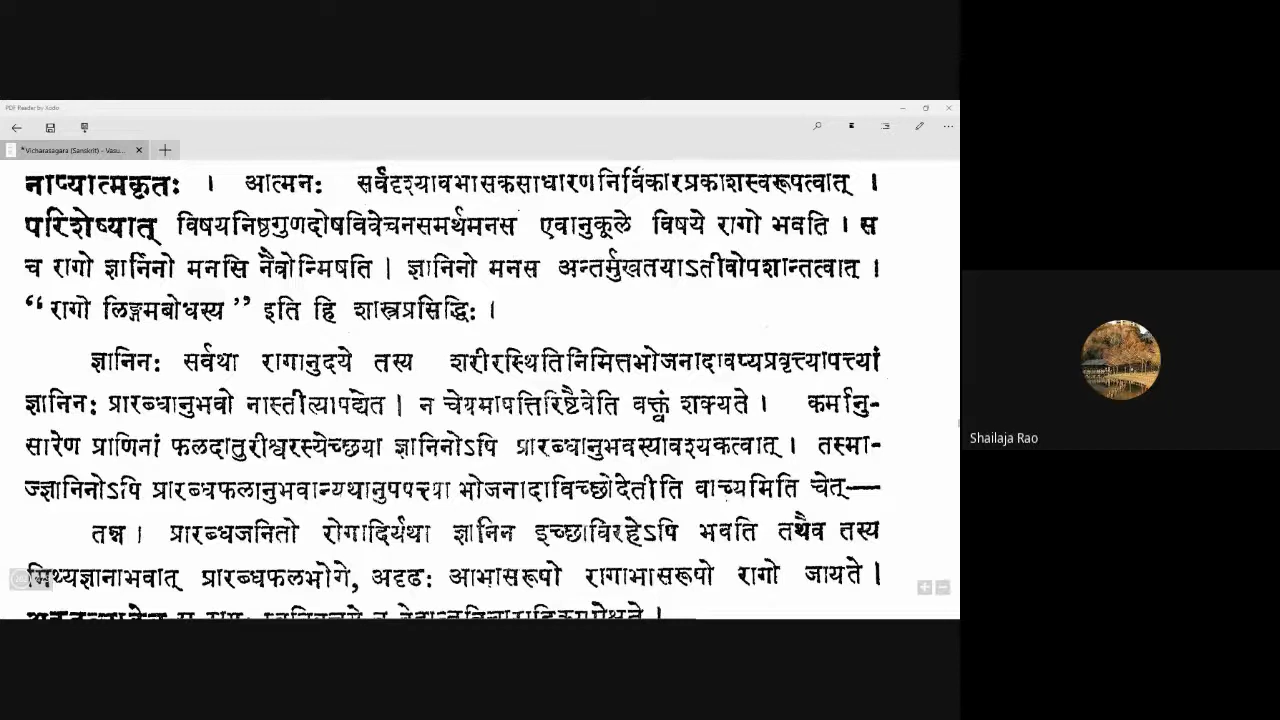 PDF Reader by Xodo
*Vicharasagara (Sanskrit) - Vasu...
नाप्यात्मकृतः । आत्मनः सर्वदृश्यावभासकसाधारणनिर्विकारप्रकाशस्वरूपत्वात् ।
परिशेष्यात् विषयनिष्ठगुणदोषविवेचनसमर्थमनस एवानुकूले विषये रागो भवति । स
च रागो ज्ञानिनो मनसि नैवोन्मिषति । ज्ञानिनो मनस अन्तर्मुखतयाऽतीवोपशान्तत्वात् ।
“रागो लिङ्गमबोधस्य” इति हि शास्त्रप्रसिद्धिः ।
ज्ञानिनः सर्वथा रागानुदये तस्य शरीरस्थितिनिमित्तभोजनादावप्यप्रवृत्त्यापत्त्यां
ज्ञानिनः प्रारब्धानुभवो नास्तीत्यापद्येत । न चेयमापत्तिरिष्टैवेति वक्तुं शक्यते । कर्मानु-
सारेण प्राणिनां फलदातुरीश्वरस्येच्छया ज्ञानिनोऽपि प्रारब्धानुभवस्यावश्यकत्वात् । तस्मा-
ज्ज्ञानिनोऽपि प्रारब्धफलानुभवान्यथानुपपत्त्या भोजनादाविच्छोदेतीति वाच्यमिति चेत्—
तन्न । प्रारब्धजनितो रोगादिर्यथा ज्ञानिन इच्छाविरहेऽपि भवति तथैव तस्य
मिथ्यज्ञानाभवात् प्रारब्धफलभोगे, अदृढः आभासरूपो रागाभासरूपो रागो जायते ।
Shailaja Rao